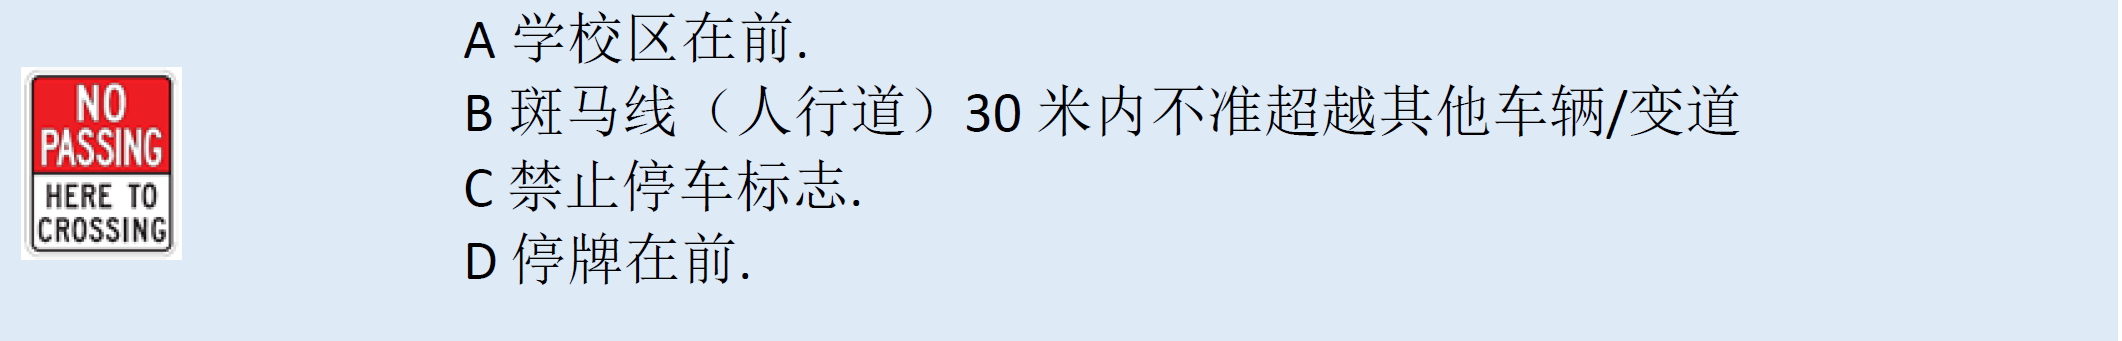 NO
PASSING
HERE TO
CROSSING
A 学校区在前.
B 斑马线（人行道）30 米内不准超越其他车辆/变道
C 禁止停车标志.
D 停牌在前.